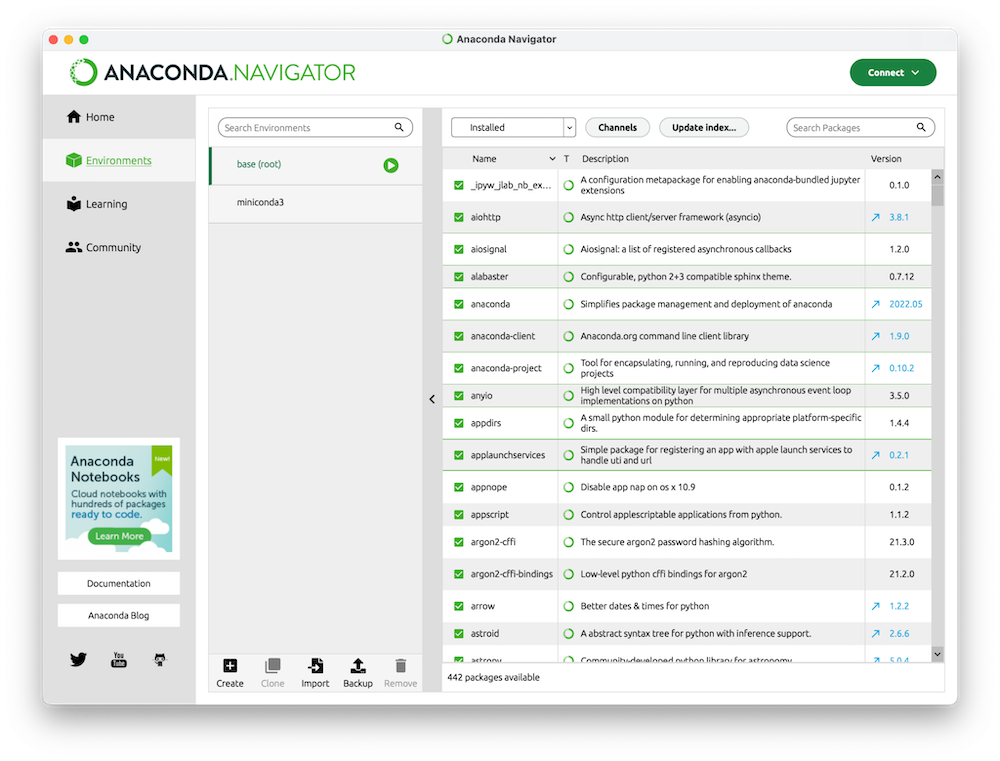 Anaconda Navigator
ANACONDA.NAVIGATOR
Connect
Home
Environments
Learning
Community
Anaconda
Notebooks
New!
Cloud notebooks with
hundreds of packages
ready to code.
Learn More
Documentation
Anaconda Blog
You
Tube
Search Environments
base (root)
miniconda3
Create
Clone
Import
Backup
Remove
Installed
Channels
Update index...
Search Packages
Name T Description Version
_ipyw_jlab_nb_ex... A configuration metapackage for enabling anaconda-bundled jupyter
extensions 0.1.0
aiohttp Async http client/server framework (asyncio) 3.8.1
aiosignal Aiosignal: a list of registered asynchronous callbacks 1.2.0
alabaster Configurable, python 2+3 compatible sphinx theme. 0.7.12
anaconda Simplifies package management and deployment of anaconda 2022.05
anaconda-client Anaconda.org command line client library 1.9.0
anaconda-project Tool for encapsulating, running, and reproducing data science
projects 0.10.2
anyio High level compatibility layer for multiple asynchronous event loop
implementations on python 3.5.0
appdirs A small python module for determining appropriate platform-specific
dirs. 1.4.4
applaunchservices Simple package for registering an app with apple launch services to
handle uti and url 0.2.1
appnope Disable app nap on os x 10.9 0.1.2
appscript Control applescriptable applications from python. 1.1.2
argon2-cffi The secure argon2 password hashing algorithm. 21.3.0
argon2-cffi-bindings Low-level python cffi bindings for argon2 21.2.0
arrow Better dates & times for python 1.2.2
astroid A abstract syntax tree for python with inference support. 2.6.6
astropy Community-developed python library for astronomy 5.0.4
442 packages available